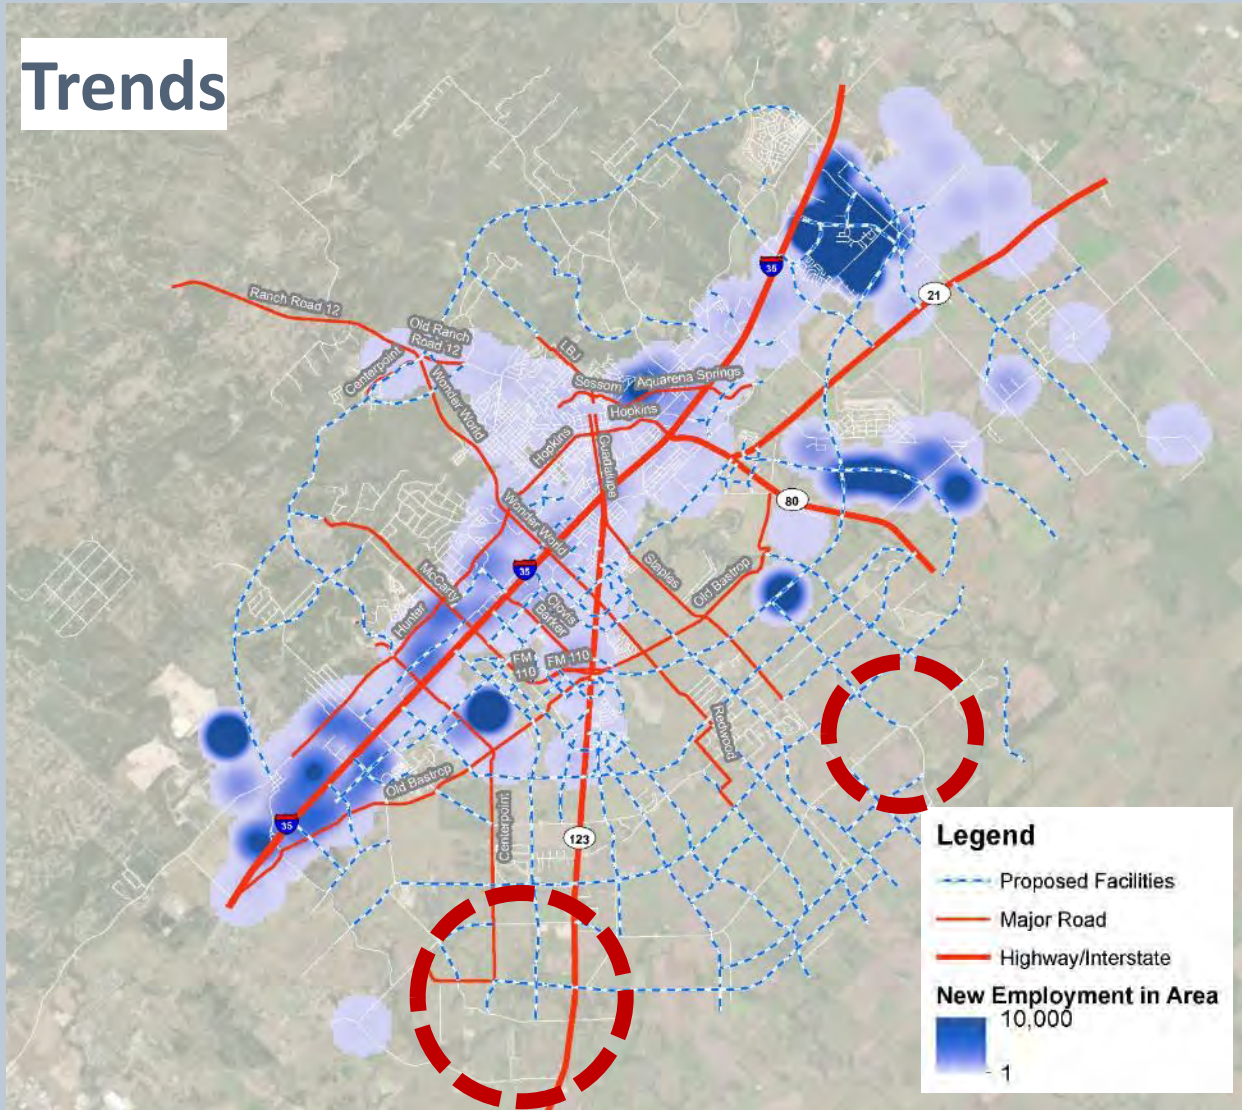 Trends
35
21
Ranch Road 12
Old Ranch
Road 12
Centerpoint
LBJ
Sessom
Aquarena Springs
Wonder World
Hopkins
Hopkins
Guadalupe
80
Wonder World
35
Staples
Old Bastrop
McCarty
Hunter
Clovis
Barker
FM
110
FM 110
Redwood
Old Bastrop
35
Centerpoint
123
Legend
Proposed Facilities
Major Road
Highway/Interstate
New Employment in Area
10,000
1